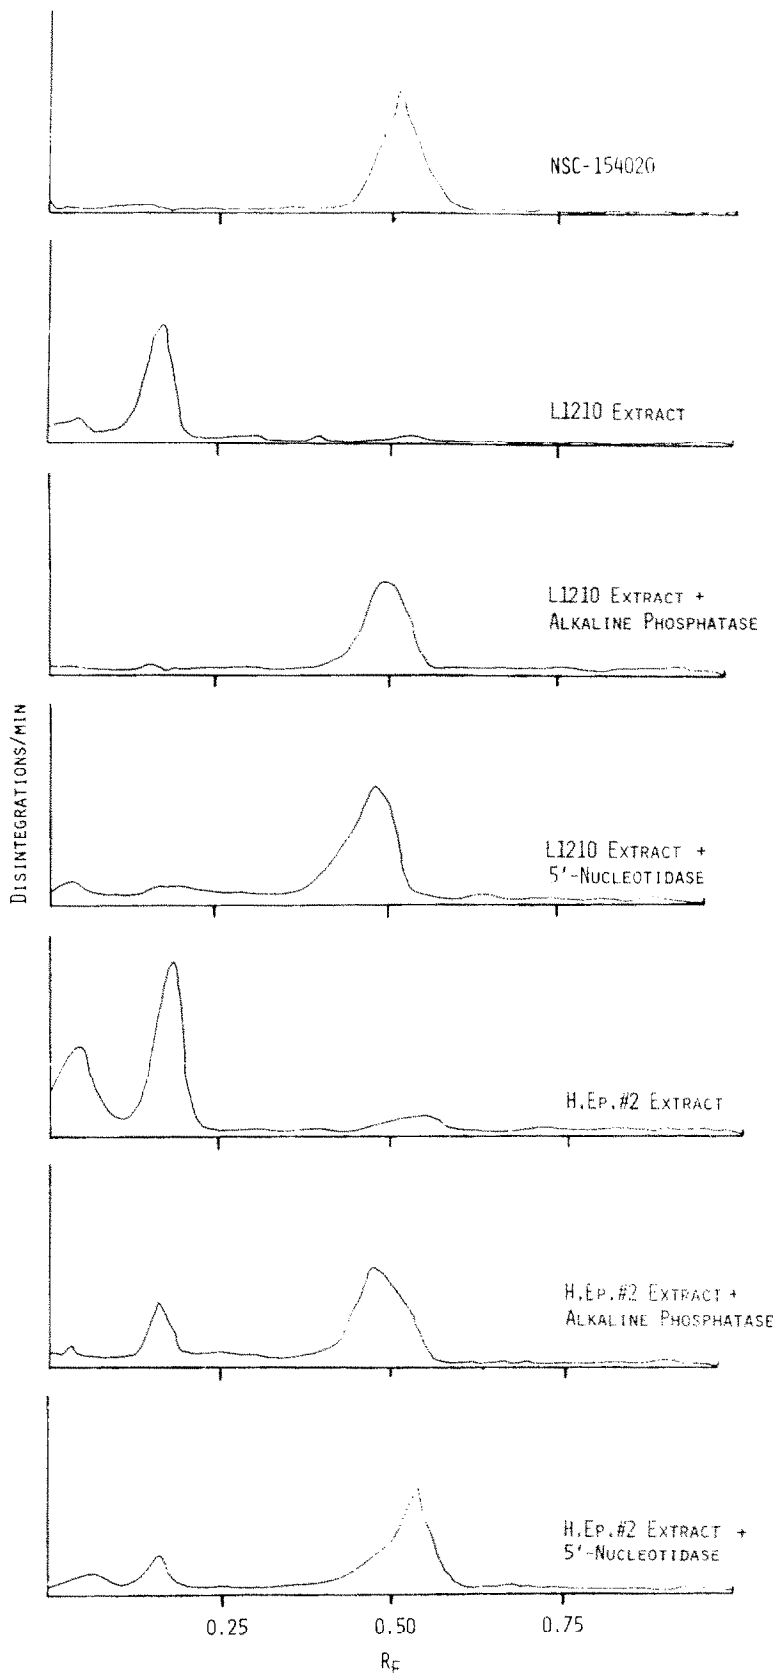 NSC-154020
L1210 EXTRACT
L1210 EXTRACT +
ALKALINE PHOSPHATASE
DISINTEGRATIONS/MIN
L1210 EXTRACT +
5'-NUCLEOTIDASE
H.EP.#2 EXTRACT
H.EP.#2 EXTRACT +
ALKALINE PHOSPHATASE
H.EP.#2 EXTRACT +
5'-NUCLEOTIDASE
0.25 0.50 0.75
RF